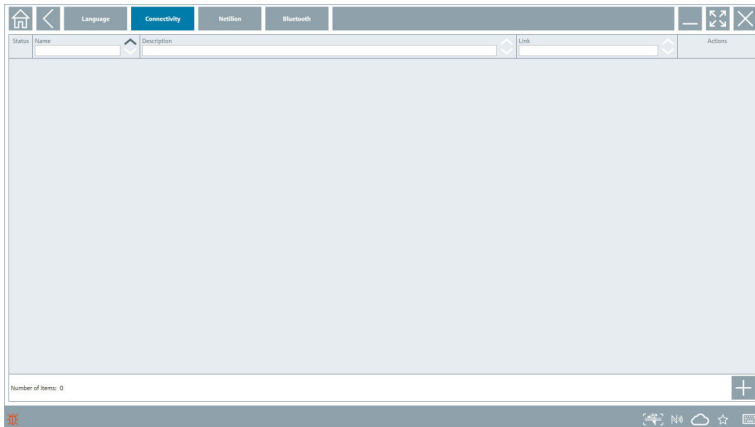 Language Connectivity Netilion Bluetooth
Status Name Description Link Actions
Number of Items: 0